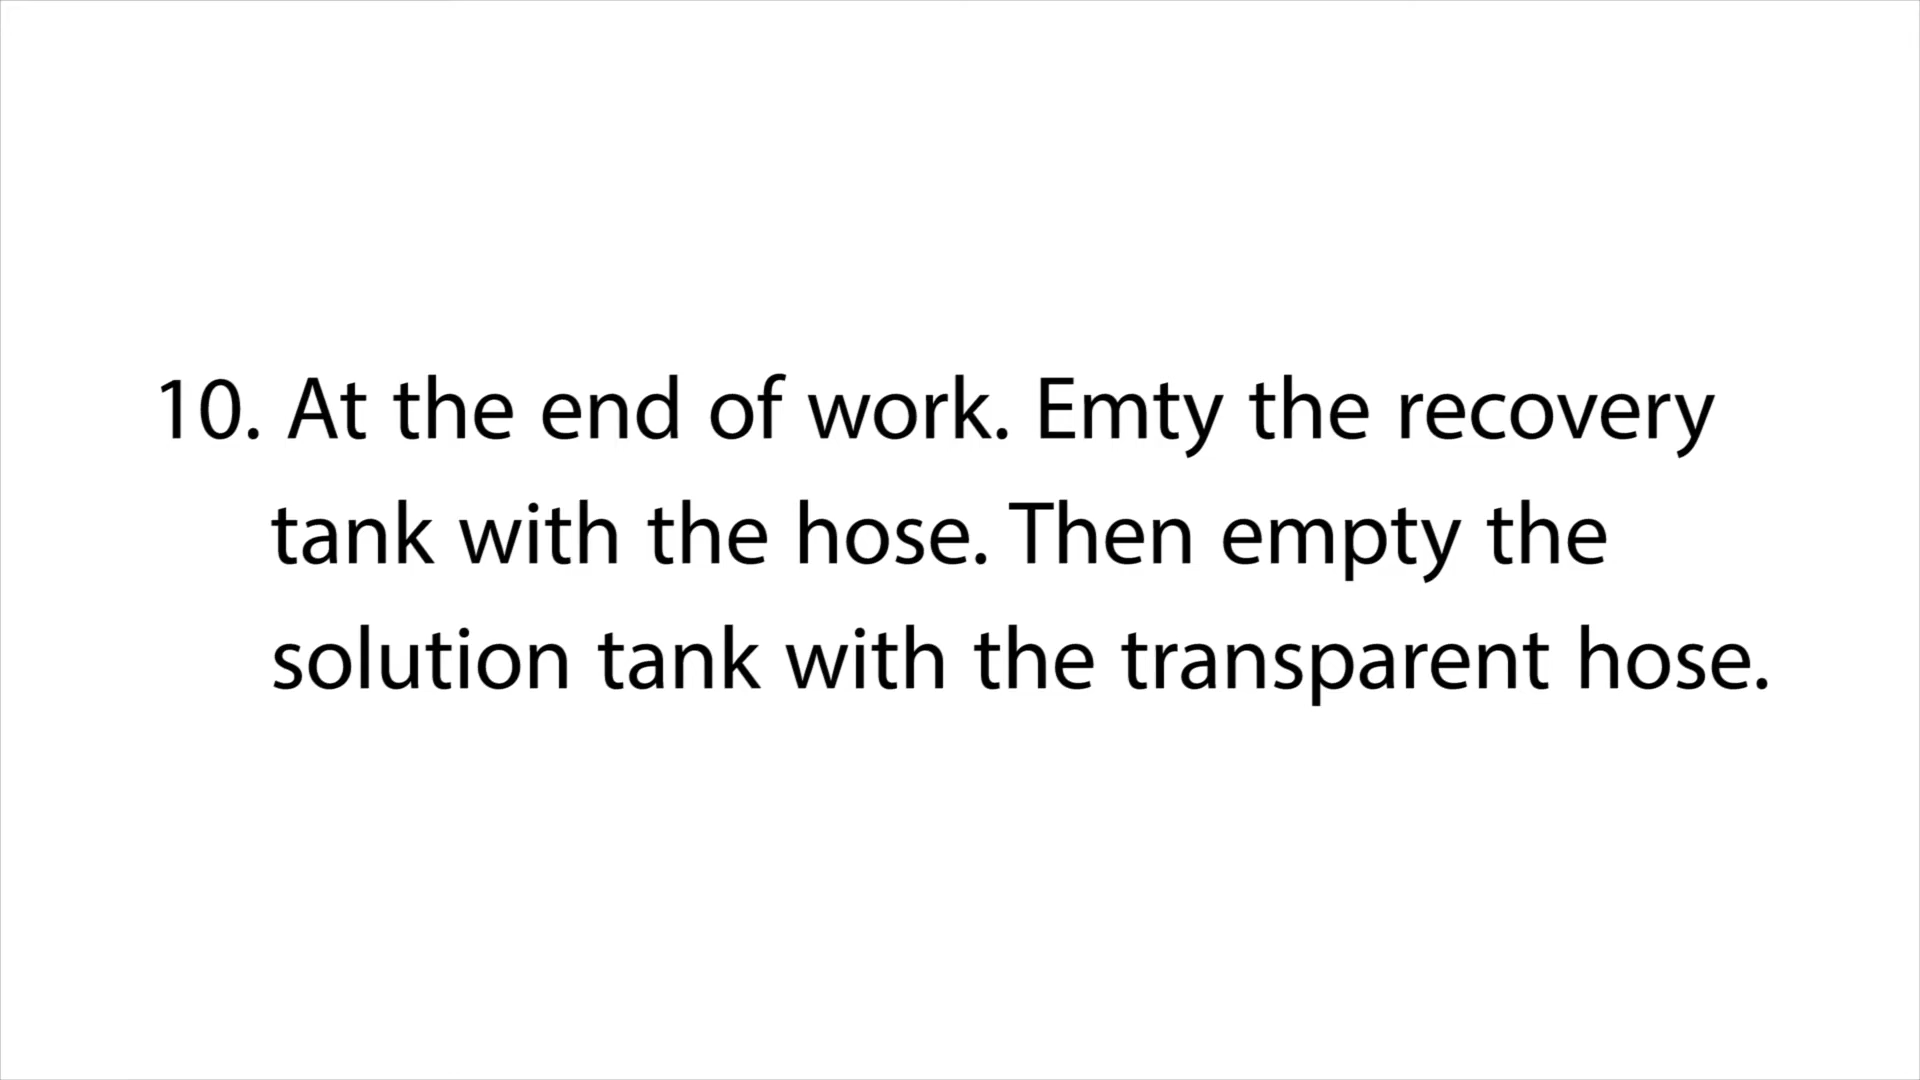 10. At the end of work. Emty the recovery
tank with the hose. Then empty the
solution tank with the transparent hose.